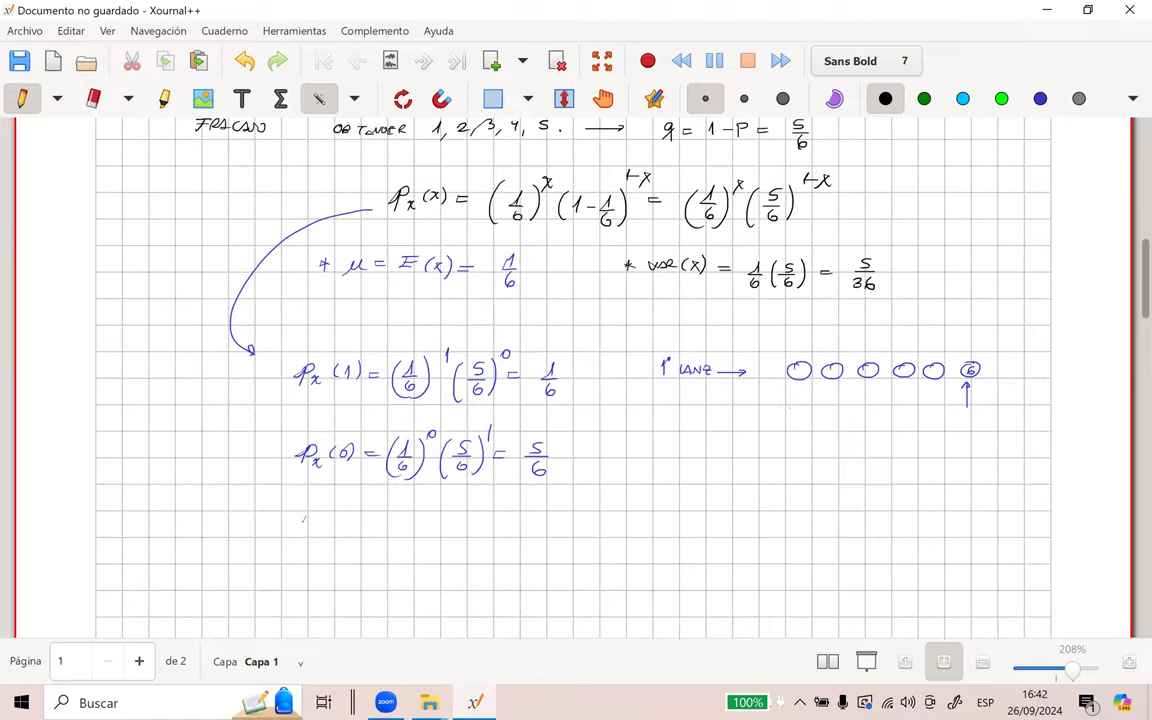 Documento no guardado - Xournal++
Archivo Editar Ver Navegación Cuaderno Herramientas Complemento Ayuda
Sans Bold 7
FRACASO OBTENER 1, 2, 3, 4, 5. → q = 1 - P = 5/6
Px(x) = (1/6)^x (1 - 1/6)^1-x = (1/6)^x (5/6)^1-x
* μ = E(x) = 1/6 * VAR(X) = 1/6 (5/6) = 5/36
Px(1) = (1/6)^1 (5/6)^0 = 1/6 1° LANZ → 6
Px(0) = (1/6)^0 (5/6)^1 = 5/6
Página 1 de 2 Capa Capa 1 208%
Buscar 100% ESP 16:42
26/09/2024